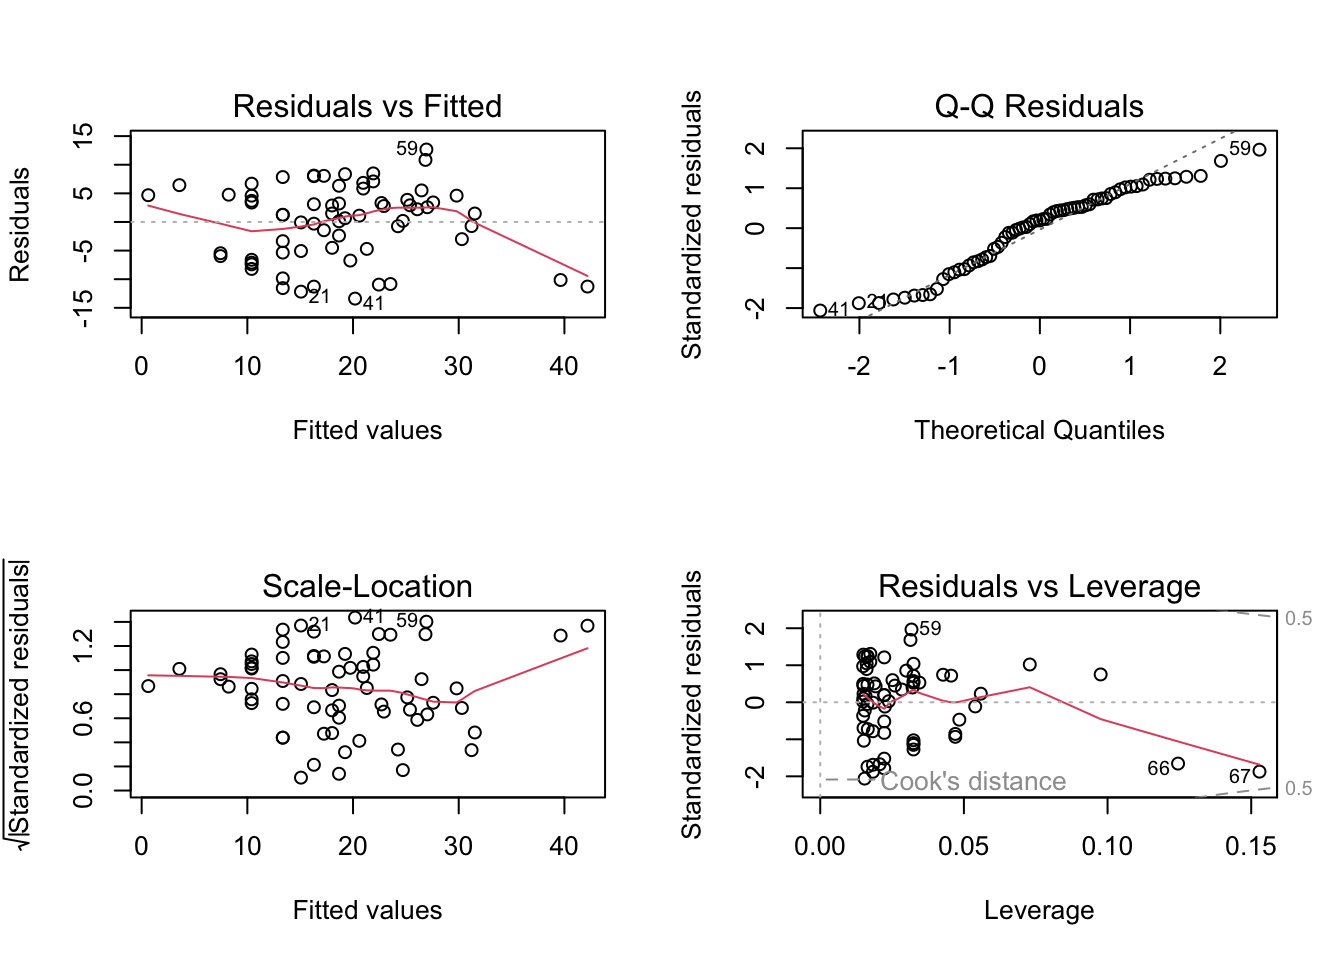 Residuals vs Fitted
Residuals
15
5
-5
-15
59
21
41
0 10 20 30 40
Fitted values
Q-Q Residuals
Standardized residuals
2
1
0
-2
59
41
-2 -1 0 1 2
Theoretical Quantiles
Scale-Location
√|Standardized residuals|
1.2
0.6
0.0
21
41
59
0 10 20 30 40
Fitted values
Residuals vs Leverage
Standardized residuals
2
1
0
-2
59
66
67
0.5
0.5
Cook's distance
0.00 0.05 0.10 0.15
Leverage